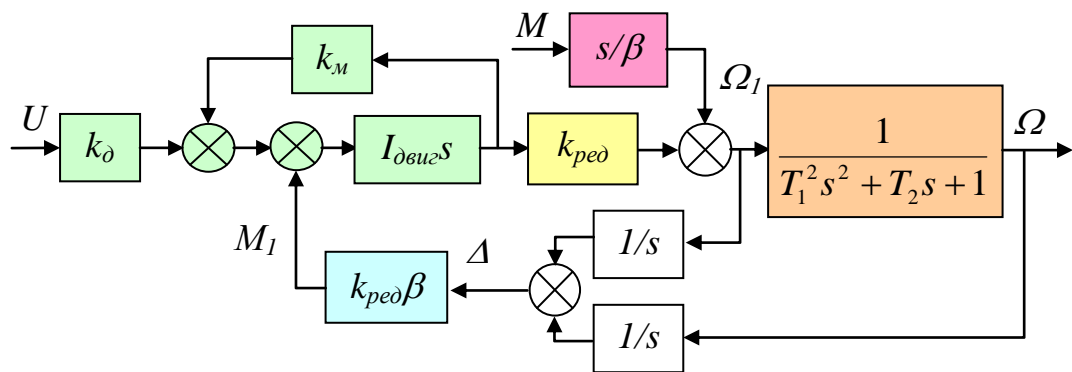 M
s/β
k_м
Ω_1
U
Ω
k_д
I_двиг s
k_ред
1
T_1^2 s^2 + T_2 s + 1
M_1
Δ
1/s
k_ред β
1/s